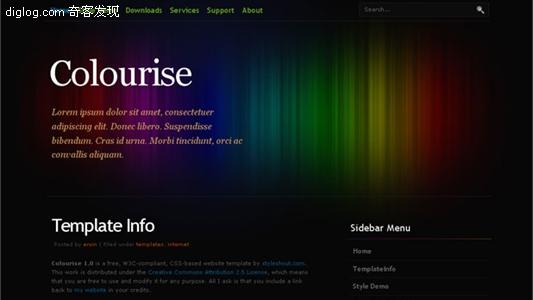 diglog.com 奇客发现
Downloads Services Support About
Search...
Colourise
Lorem ipsum dolor sit amet, consectetuer
adipiscing elit. Donec libero. Suspendisse
bibendum. Cras id urna. Morbi tincidunt, orci ac
convallis aliquam.
Template Info
Posted by erwin | Filed under templates, internet
Colourise 1.0 is a free, W3C-compliant, CSS-based website template by styleshout.com.
This work is distributed under the Creative Commons Attribution 2.5 License, which means
that you are free to use and modify it for any purpose. All I ask is that you include a link
back to my website in your credits.
Sidebar Menu
Home
TemplateInfo
Style Demo